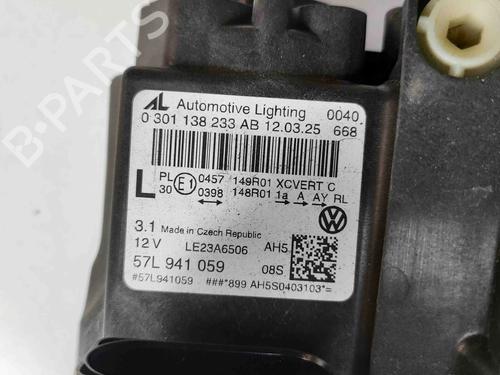 AL Automotive Lighting 0040
0 301 138 233 AB 12.03.25 668
L PL 30 E1 0457 149R01 XCVERT C
0398 148R01 1a A AY RL
3.1 Made in Czech Republic
12 V LE23A6506 AH5
57L 941 059 08S
#57L941059 ###*899 AH5S0403103*=
B-PARTS